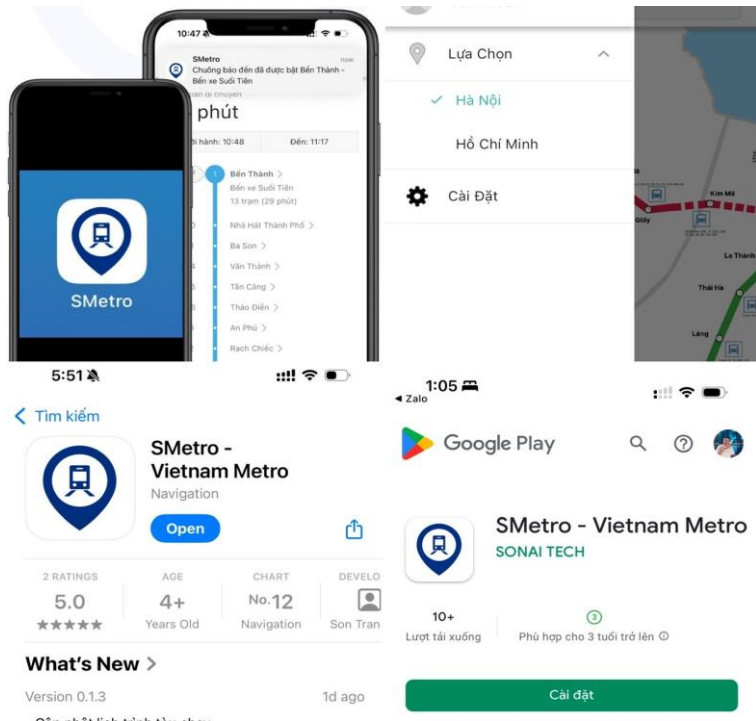 10:47
SMetro
now
Chuông báo đến đã được bật Bến Thành -
Bến xe Suối Tiên
phút
hành: 10:48
Đến: 11:17
1
Bến Thành >
Bến xe Suối Tiên
13 trạm (29 phút)
Nhà Hát Thành Phố >
Ba Son >
Văn Thánh >
Tân Cảng >
Thảo Điền >
An Phú >
Rạch Chiếc >
SMetro
Lựa Chọn
Hà Nội
Hồ Chí Minh
Cài Đặt
Kim Mã
Giấy
La Thành
Thái Hà
Láng
5:51
Tìm kiếm
SMetro -
Vietnam Metro
Navigation
Open
2 RATINGS
5.0
★★★★★
AGE
4+
Years Old
CHART
No.12
Navigation
DEVELO
Son Tran
What's New >
Version 0.1.3
1d ago
1:05
Zalo
Google Play
SMetro - Vietnam Metro
SONAI TECH
10+
Lượt tải xuống
3
Phù hợp cho 3 tuổi trở lên
Cài đặt